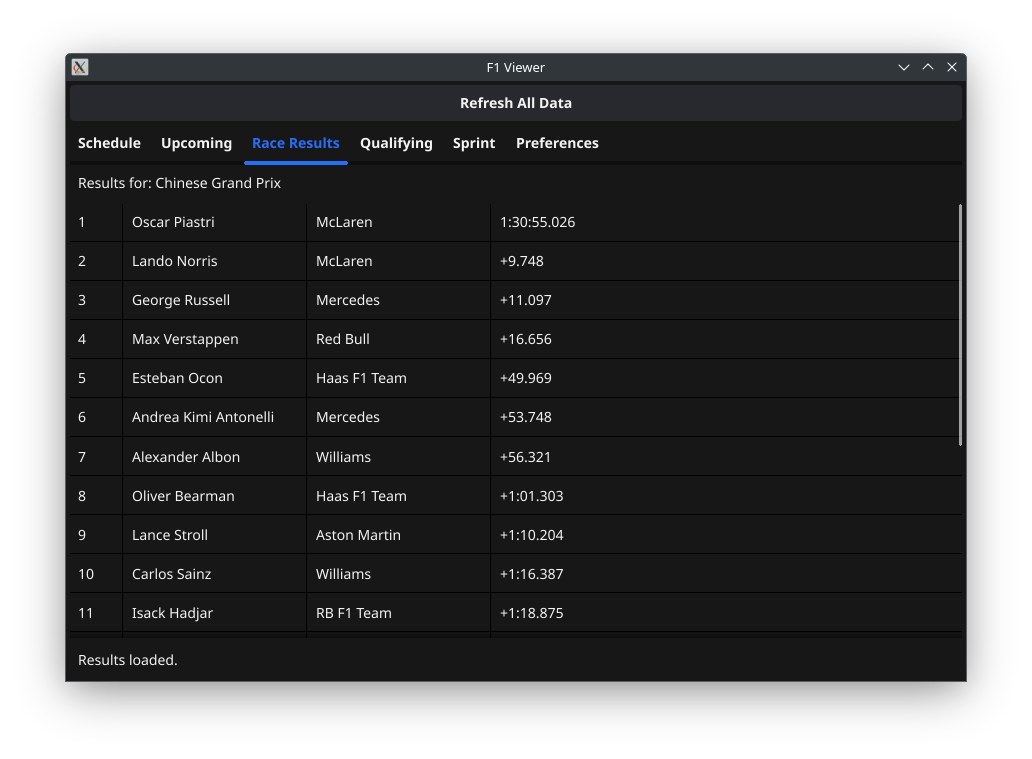 F1 Viewer
Refresh All Data
Schedule Upcoming Race Results Qualifying Sprint Preferences
Results for: Chinese Grand Prix
1 Oscar Piastri McLaren 1:30:55.026
2 Lando Norris McLaren +9.748
3 George Russell Mercedes +11.097
4 Max Verstappen Red Bull +16.656
5 Esteban Ocon Haas F1 Team +49.969
6 Andrea Kimi Antonelli Mercedes +53.748
7 Alexander Albon Williams +56.321
8 Oliver Bearman Haas F1 Team +1:01.303
9 Lance Stroll Aston Martin +1:10.204
10 Carlos Sainz Williams +1:16.387
11 Isack Hadjar RB F1 Team +1:18.875
Results loaded.